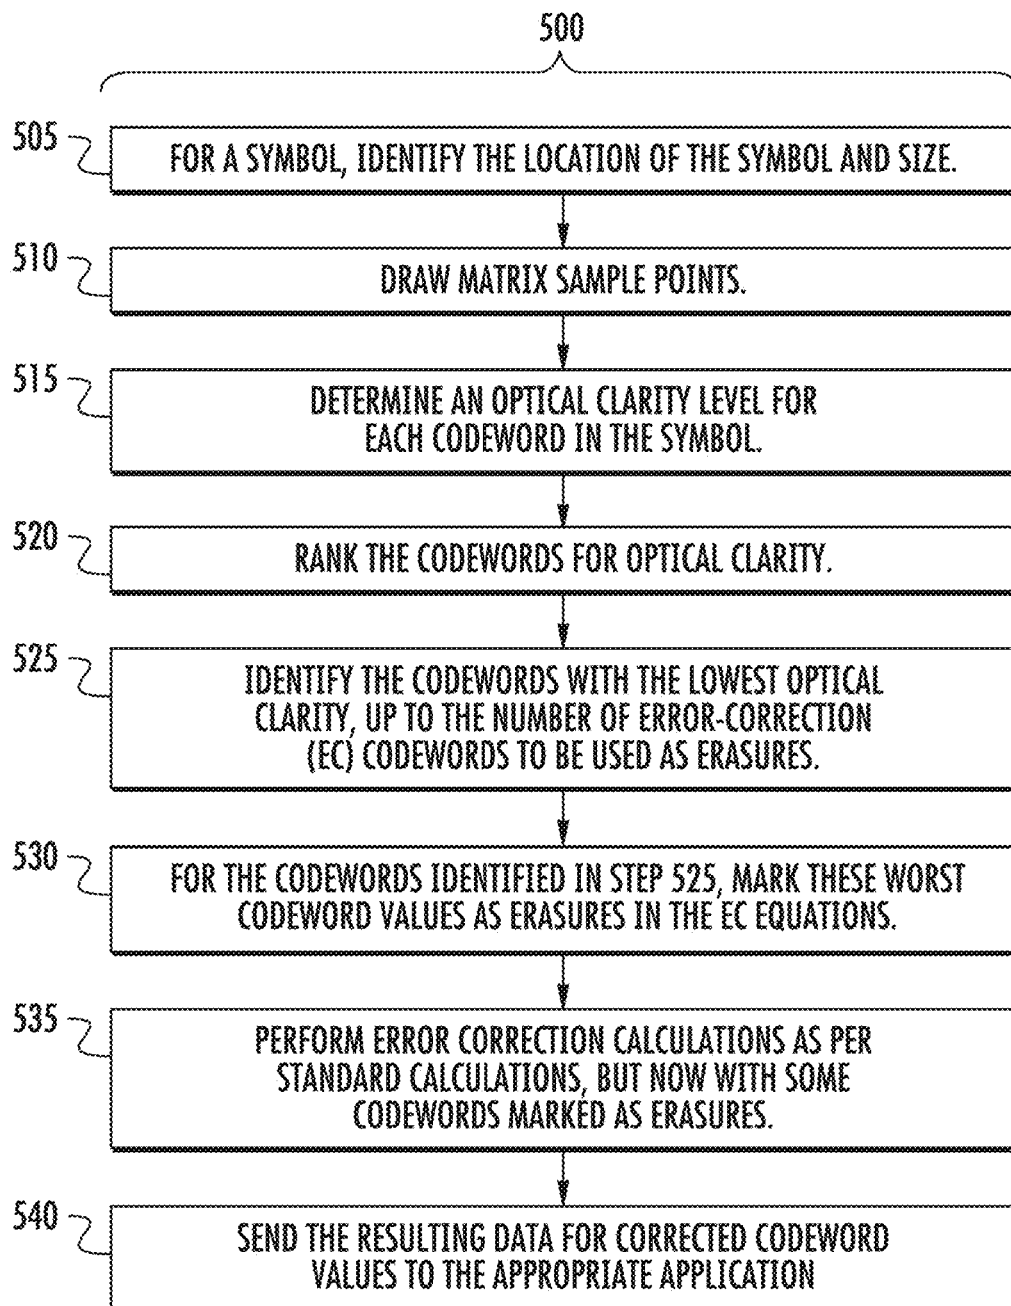 500
505
FOR A SYMBOL, IDENTIFY THE LOCATION OF THE SYMBOL AND SIZE.
510
DRAW MATRIX SAMPLE POINTS.
515
DETERMINE AN OPTICAL CLARITY LEVEL FOR
EACH CODEWORD IN THE SYMBOL.
520
RANK THE CODEWORDS FOR OPTICAL CLARITY.
525
IDENTIFY THE CODEWORDS WITH THE LOWEST OPTICAL
CLARITY, UP TO THE NUMBER OF ERROR-CORRECTION
(EC) CODEWORDS TO BE USED AS ERASURES.
530
FOR THE CODEWORDS IDENTIFIED IN STEP 525, MARK THESE WORST
CODEWORD VALUES AS ERASURES IN THE EC EQUATIONS.
535
PERFORM ERROR CORRECTION CALCULATIONS AS PER
STANDARD CALCULATIONS, BUT NOW WITH SOME
CODEWORDS MARKED AS ERASURES.
540
SEND THE RESULTING DATA FOR CORRECTED CODEWORD
VALUES TO THE APPROPRIATE APPLICATION